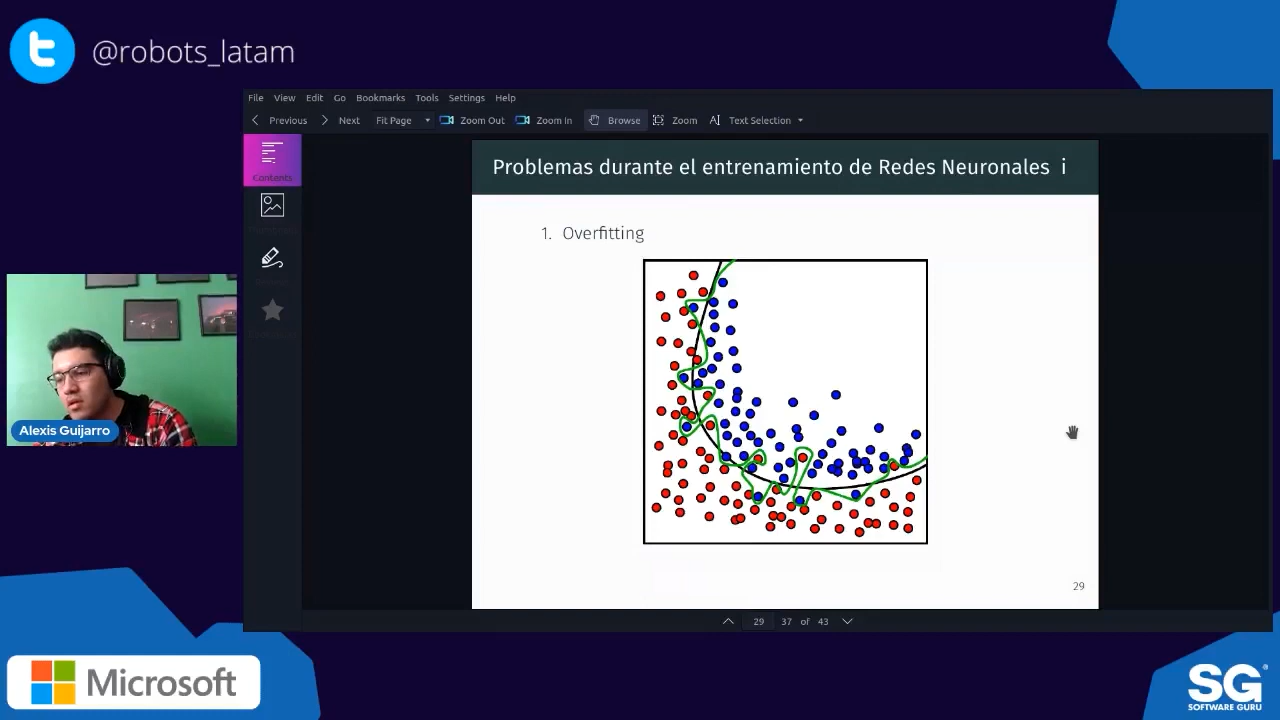 @robots_latam
File View Edit Go Bookmarks Tools Settings Help
Previous Next Fit Page Zoom Out Zoom In Browse Zoom Text Selection
Contents
Problemas durante el entrenamiento de Redes Neuronales i
1. Overfitting
Alexis Guijarro
29
29 37 of 43
Microsoft
SG
SOFTWARE GURU